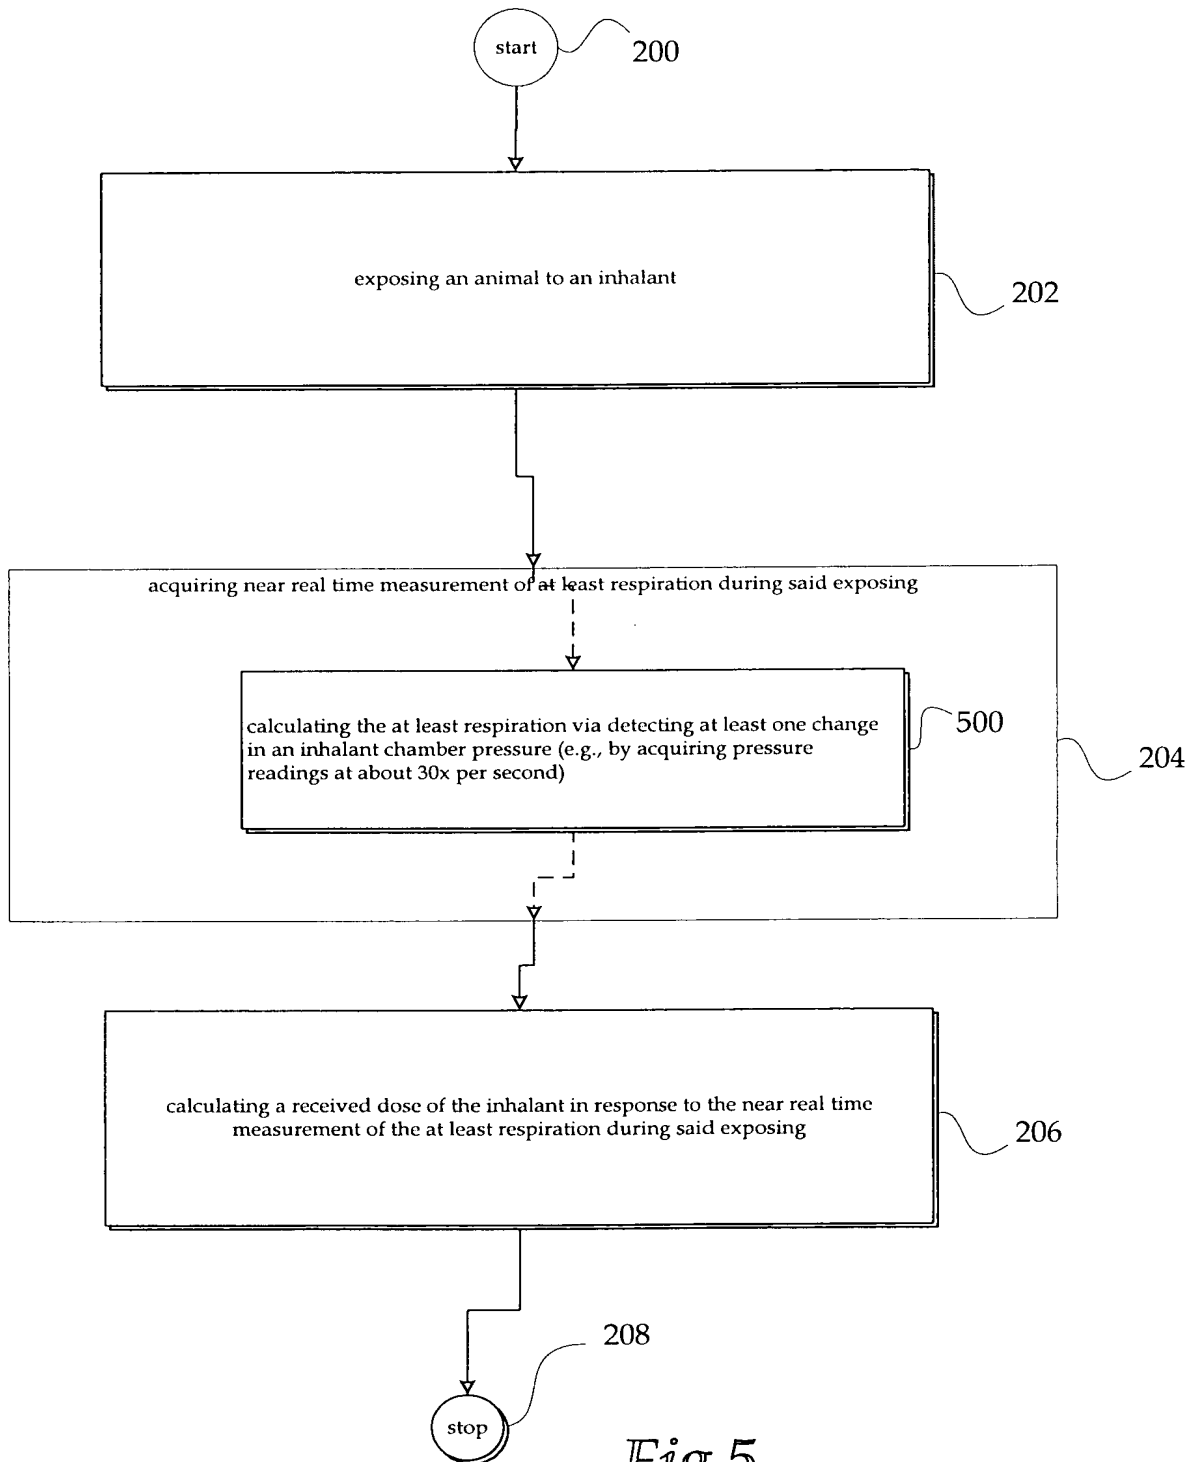 start
200
exposing an animal to an inhalant
202
acquiring near real time measurement of at least respiration during said exposing
calculating the at least respiration via detecting at least one change
in an inhalant chamber pressure (e.g., by acquiring pressure
readings at about 30x per second)
500
204
calculating a received dose of the inhalant in response to the near real time
measurement of the at least respiration during said exposing
206
208
stop
Fig 5